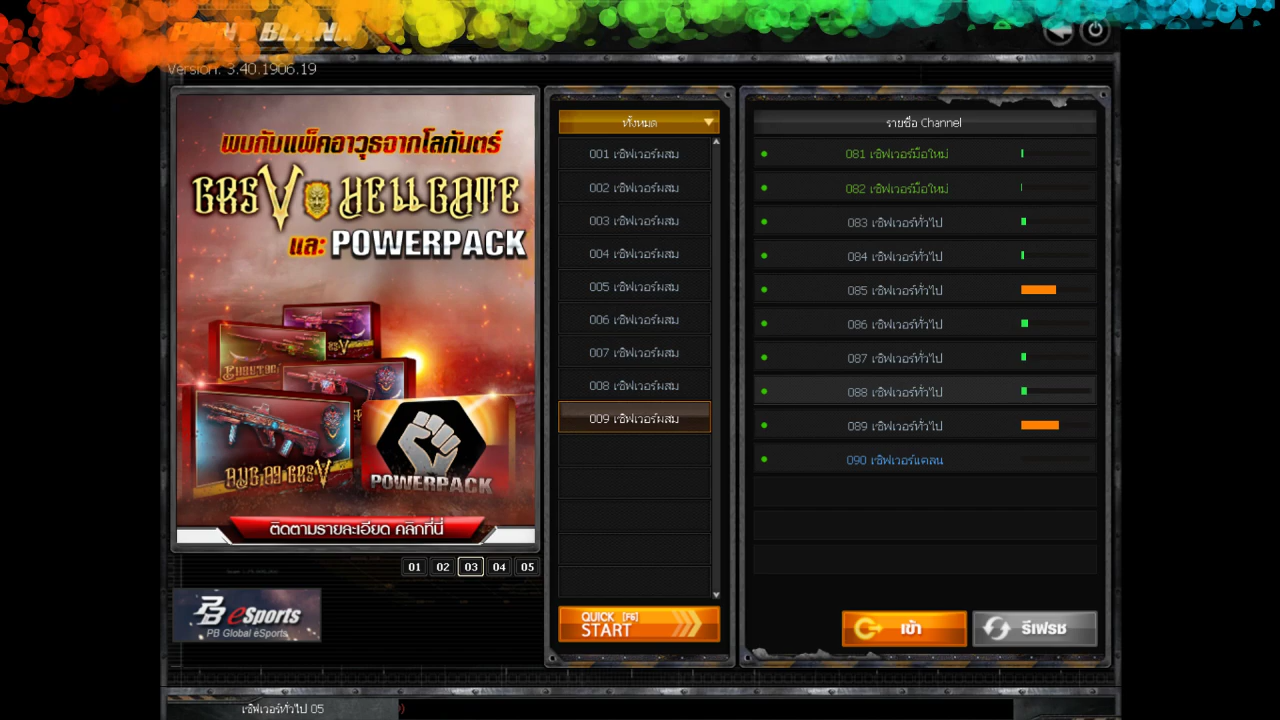 POINT BLANK
Version: 3.40.1906.19
พบกับแพ็คอาวุธจากโลกันตร์
GRSV HELLGATE
และ POWERPACK
AUG A3 GRSV
POWERPACK
ติดตามรายละเอียด คลิกที่นี่
01 02 03 04 05
PB eSports
PB Global eSports
ทั้งหมด
001 เซิฟเวอร์ผสม
002 เซิฟเวอร์ผสม
003 เซิฟเวอร์ผสม
004 เซิฟเวอร์ผสม
005 เซิฟเวอร์ผสม
006 เซิฟเวอร์ผสม
007 เซิฟเวอร์ผสม
008 เซิฟเวอร์ผสม
009 เซิฟเวอร์ผสม
QUICK [F5]
START
รายชื่อ Channel
081 เซิฟเวอร์มือใหม่
082 เซิฟเวอร์มือใหม่
083 เซิฟเวอร์ทั่วไป
084 เซิฟเวอร์ทั่วไป
085 เซิฟเวอร์ทั่วไป
086 เซิฟเวอร์ทั่วไป
087 เซิฟเวอร์ทั่วไป
088 เซิฟเวอร์ทั่วไป
089 เซิฟเวอร์ทั่วไป
090 เซิฟเวอร์แคลน
เข้า
รีเฟรช
เซิฟเวอร์ทั่วไป 05